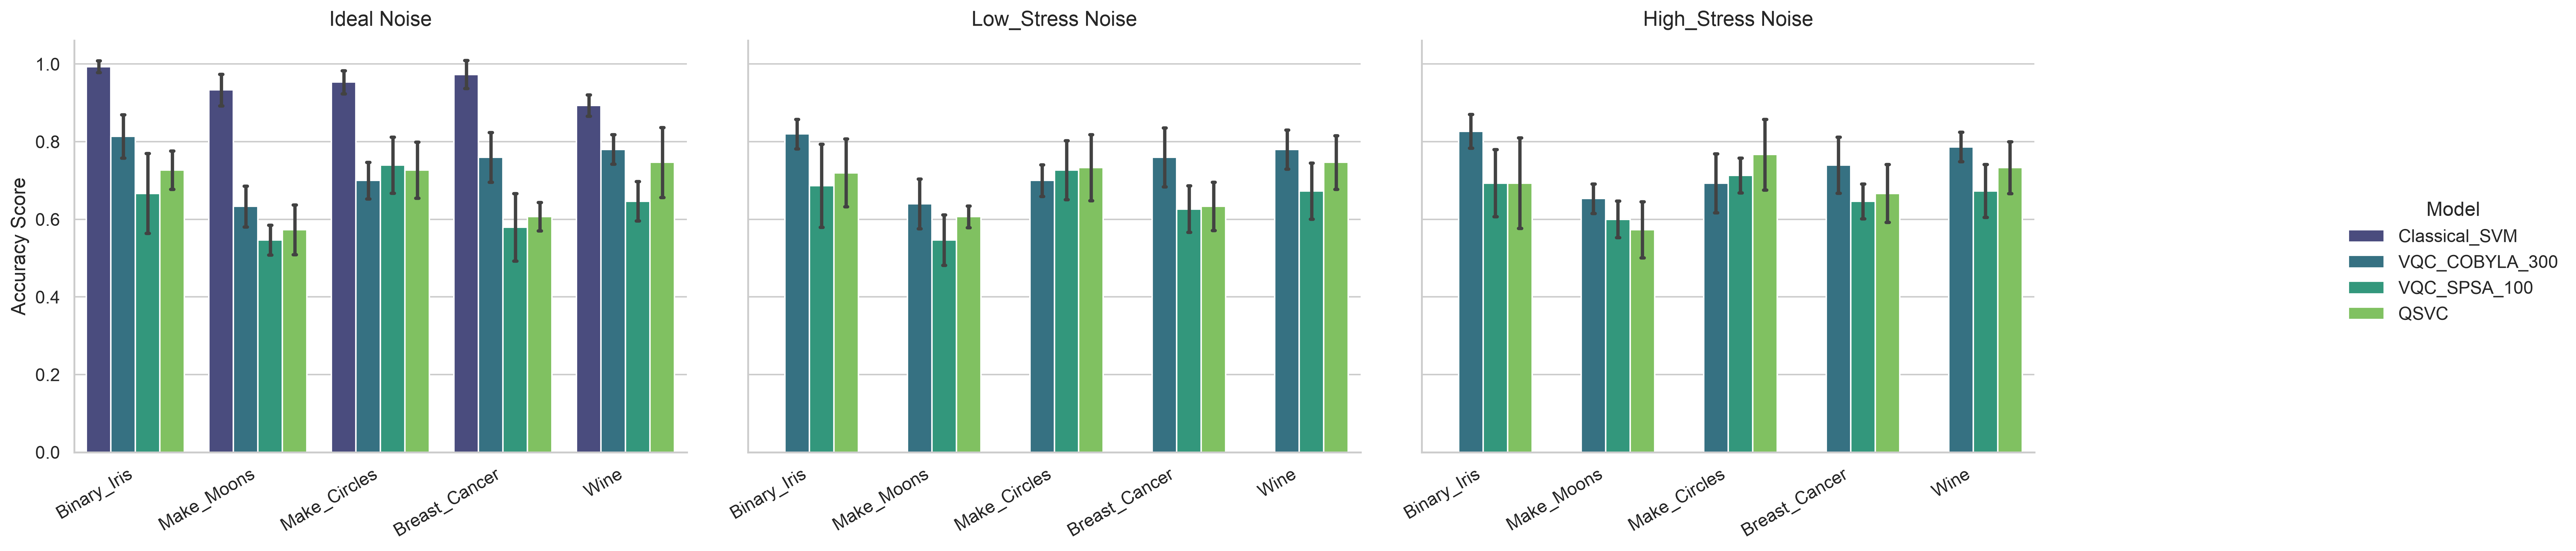 Ideal Noise
Low_Stress Noise
High_Stress Noise
Accuracy Score
1.0
0.8
0.6
0.4
0.2
0.0
Binary_Iris
Make_Moons
Make_Circles
Breast_Cancer
Wine
Binary_Iris
Make_Moons
Make_Circles
Breast_Cancer
Wine
Binary_Iris
Make_Moons
Make_Circles
Breast_Cancer
Wine
Model
Classical_SVM
VQC_COBYLA_300
VQC_SPSA_100
QSVC